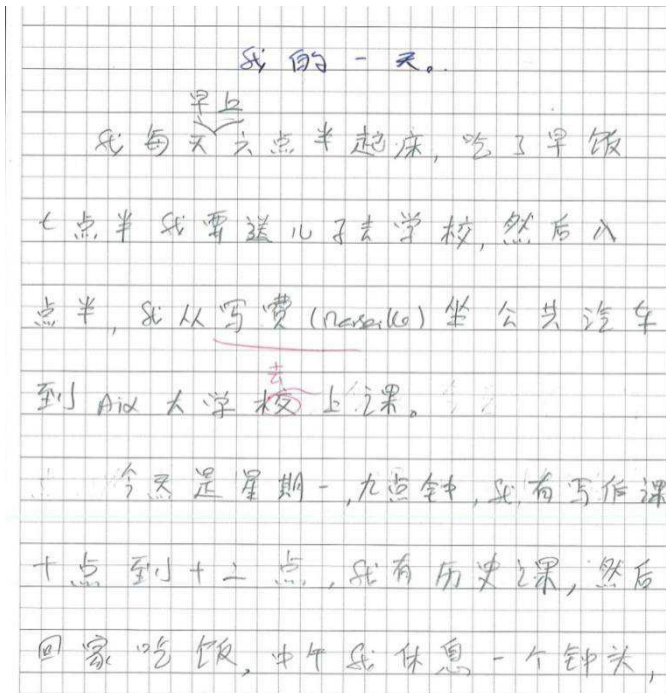 我的一天。
早上
我每天六点半起床,吃了早饭
七点半我要送儿子去学校,然后八
点半,我从写费(Marseille)坐公共汽车
去
到Aix大学校上课。
今天是星期一,九点钟,我有写作课
十点到十二点,我有历史课,然后
回家吃饭,中午我休息一个钟头,